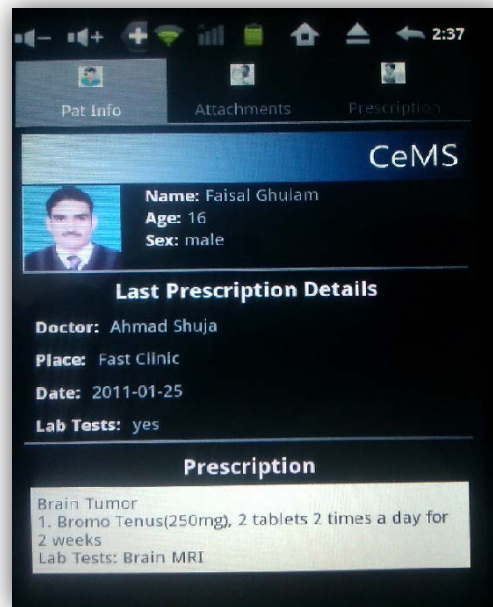 2:37
Pat Info
Attachments
Prescription
CeMS
Name: Faisal Ghulam
Age: 16
Sex: male
Last Prescription Details
Doctor: Ahmad Shuja
Place: Fast Clinic
Date: 2011-01-25
Lab Tests: yes
Prescription
Brain Tumor
1. Bromo Tenus(250mg), 2 tablets 2 times a day for
2 weeks
Lab Tests: Brain MRI